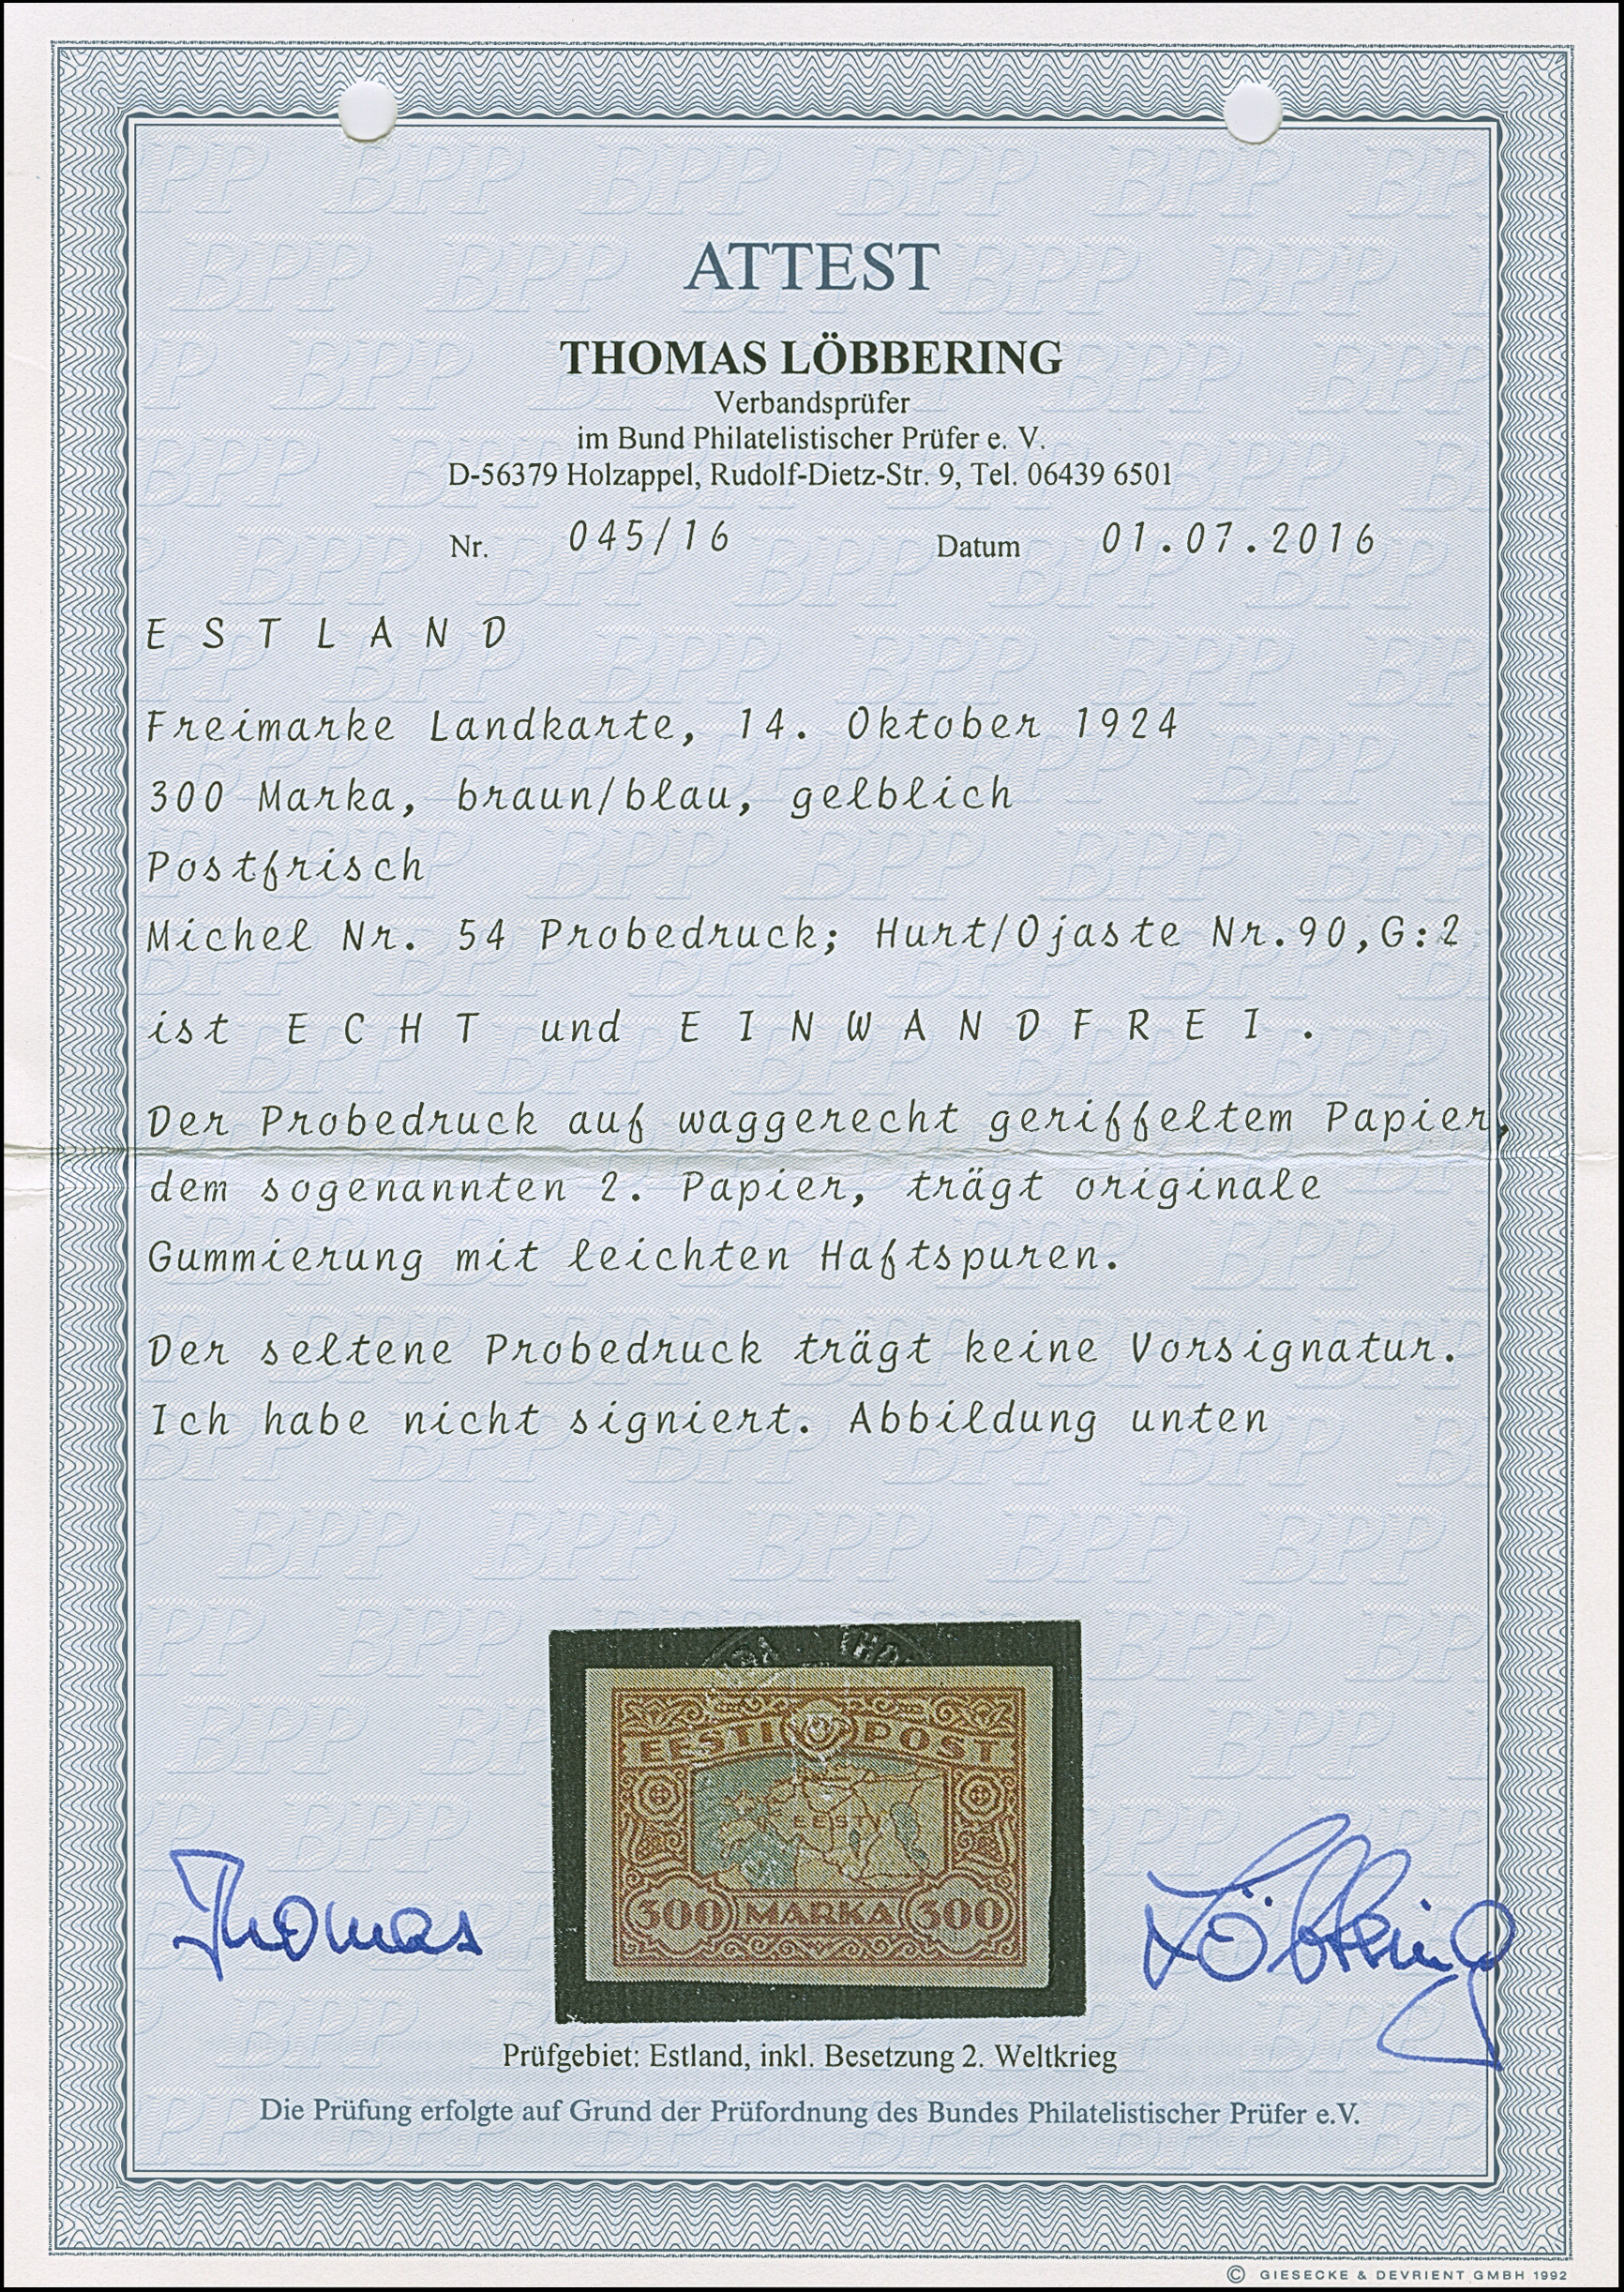 ATTEST
THOMAS LÖBBERING
Verbandsprüfer
im Bund Philatelistischer Prüfer e. V.
D-56379 Holzappel, Rudolf-Dietz-Str. 9, Tel. 06439 6501
Nr. 045/16 Datum 01.07.2016
E S T L A N D
Freimarke Landkarte, 14. Oktober 1924
300 Marka, braun/blau, gelblich
Postfrisch
Michel Nr. 54 Probedruck; Hurt/Ojaste Nr.90,G:2
ist E C H T und E I N W A N D F R E I .
Der Probedruck auf waggerecht geriffeltem Papier,
dem sogenannten 2. Papier, trägt originale
Gummierung mit leichten Haftspuren.
Der seltene Probedruck trägt keine Vorsignatur.
Ich habe nicht signiert. Abbildung unten
EESTI POST
EESTI
300 MARKA 300
Thomas Löbbering
Prüfgebiet: Estland, inkl. Besetzung 2. Weltkrieg
Die Prüfung erfolgte auf Grund der Prüfordnung des Bundes Philatelistischer Prüfer e.V.
© GIESECKE & DEVRIENT GMBH 1992